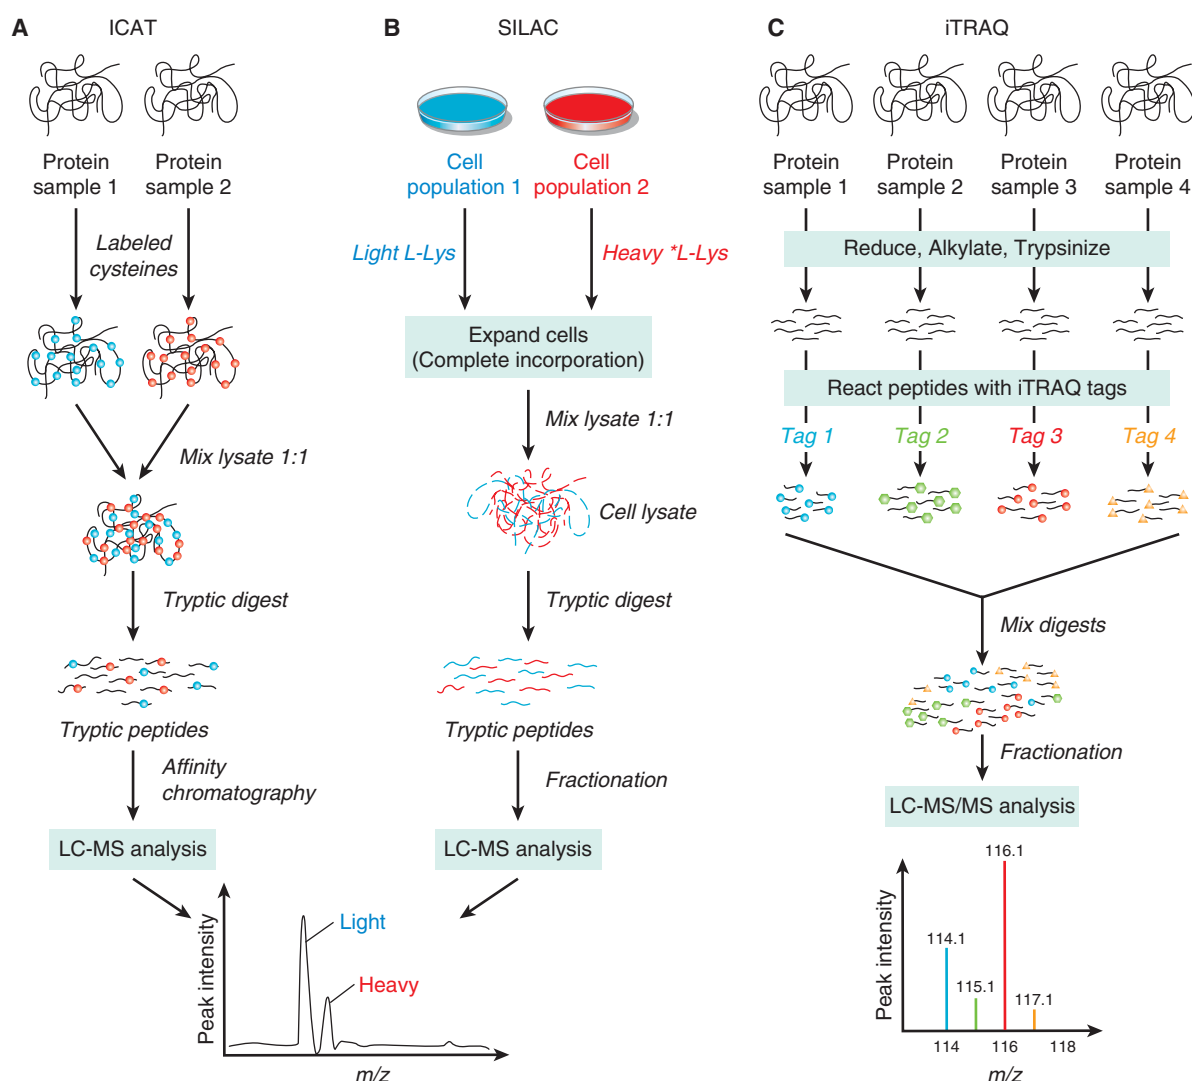 A
ICAT
Protein
sample 1
Protein
sample 2
Labeled
cysteines
Mix lysate 1:1
Tryptic digest
Tryptic peptides
Affinity
chromatography
LC-MS analysis
B
SILAC
Cell
population 1
Cell
population 2
Light L-Lys
Heavy *L-Lys
Expand cells
(Complete incorporation)
Mix lysate 1:1
Cell lysate
Tryptic digest
Tryptic peptides
Fractionation
LC-MS analysis
Peak intensity
Light
Heavy
m/z
C
iTRAQ
Protein
sample 1
Protein
sample 2
Protein
sample 3
Protein
sample 4
Reduce, Alkylate, Trypsinize
React peptides with iTRAQ tags
Tag 1
Tag 2
Tag 3
Tag 4
Mix digests
Fractionation
LC-MS/MS analysis
Peak intensity
114.1
115.1
116.1
117.1
114
116
118
m/z